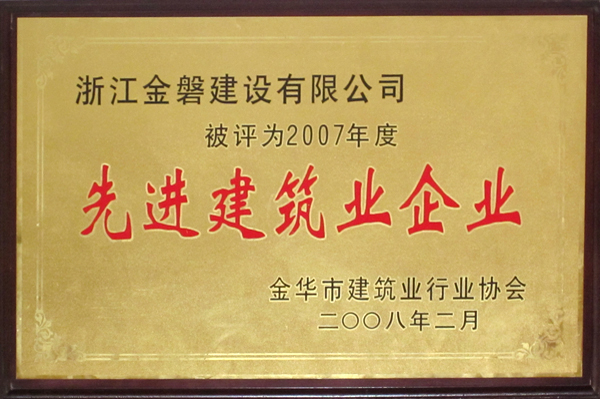 浙江金磐建设有限公司
被评为2007年度
先进建筑业企业
金华市建筑业行业协会
二〇〇八年二月